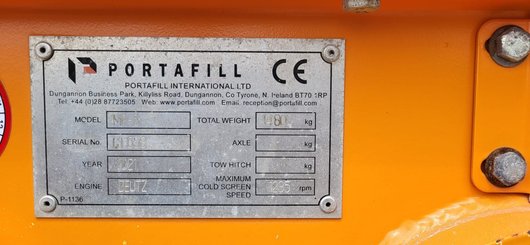 PORTAFILL CE
PORTAFILL INTERNATIONAL LTD
Dungannon Business Park, Killyliss Road, Dungannon, Co Tyrone, N. Ireland BT70 1RP
Tel: +44 (0)28 87723505 Web: www.portafill.com Email: reception@portafill.com
MODEL TOTAL WEIGHT kg
SERIAL No. AXLE kg
YEAR TOW HITCH kg
ENGINE DEUTZ MAXIMUM COLD SCREEN SPEED rpm
P-1136